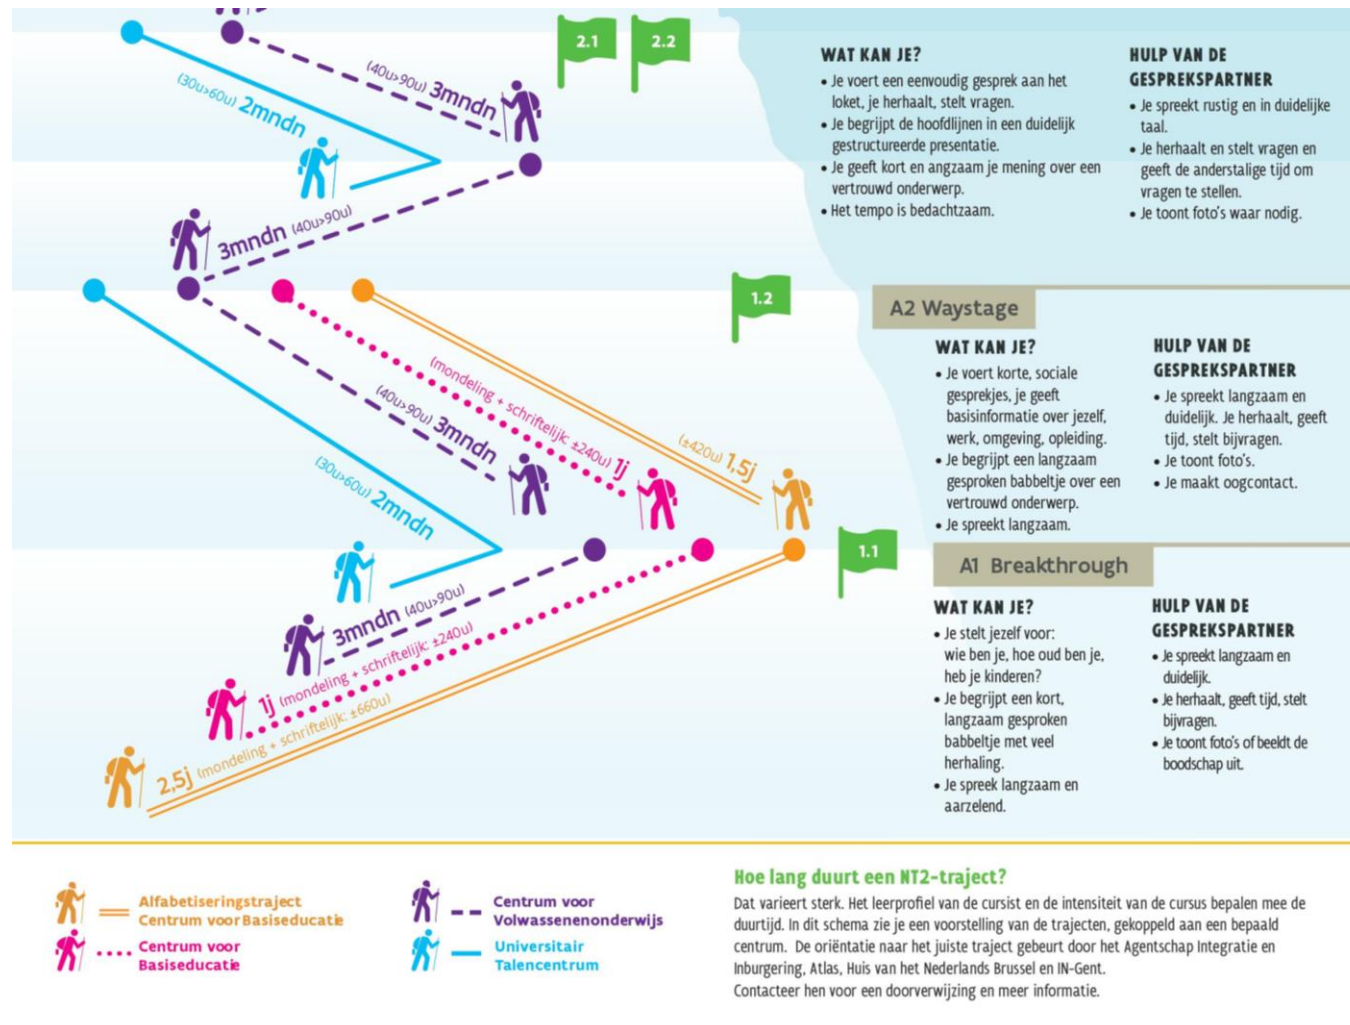 2.1
2.2
(40u>90u) 3mndn
(30u>60u) 2mndn
3mndn (40u>90u)
WAT KAN JE?
• Je voert een eenvoudig gesprek aan het
loket, je herhaalt, stelt vragen.
• Je begrijpt de hoofdlijnen in een duidelijk
gestructureerde presentatie.
• Je geeft kort en angzaam je mening over een
vertrouwd onderwerp.
• Het tempo is bedachtzaam.
HULP VAN DE
GESPREKSPARTNER
• Je spreekt rustig en in duidelijke
taal.
• Je herhaalt en stelt vragen en
geeft de anderstalige tijd om
vragen te stellen.
• Je toont foto's waar nodig.
1.2
(mondeling + schriftelijk: ±240u) 1j
(40u>90u) 3mndn
(±420u) 1,5j
(30u>60u) 2mndn
A2 Waystage
WAT KAN JE?
• Je voert korte, sociale
gesprekjes, je geeft
basisinformatie over jezelf,
werk, omgeving, opleiding.
• Je begrijpt een langzaam
gesproken babbeltje over een
vertrouwd onderwerp.
• Je spreekt langzaam.
HULP VAN DE
GESPREKSPARTNER
• Je spreekt langzaam en
duidelijk. Je herhaalt, geeft
tijd, stelt bijvragen.
• Je toont foto's.
• Je maakt oogcontact.
1.1
3mndn (40u>90u)
1j (mondeling + schriftelijk: ±240u)
2,5j (mondeling + schriftelijk: ±660u)
A1 Breakthrough
WAT KAN JE?
• Je stelt jezelf voor:
wie ben je, hoe oud ben je,
heb je kinderen?
• Je begrijpt een kort,
langzaam gesproken
babbeltje met veel
herhaling.
• Je spreek langzaam en
aarzelend.
HULP VAN DE
GESPREKSPARTNER
• Je spreekt langzaam en
duidelijk.
• Je herhaalt, geeft tijd, stelt
bijvragen.
• Je toont foto's of beeldt de
boodschap uit.
Alfabetiseringstraject
Centrum voor Basiseducatie
Centrum voor
Basiseducatie
Centrum voor
Volwassenenonderwijs
Universitair
Talencentrum
Hoe lang duurt een NT2-traject?
Dat varieert sterk. Het leerprofiel van de cursist en de intensiteit van de cursus bepalen mee de
duurtijd. In dit schema zie je een voorstelling van de trajecten, gekoppeld aan een bepaald
centrum. De oriëntatie naar het juiste traject gebeurt door het Agentschap Integratie en
Inburgering, Atlas, Huis van het Nederlands Brussel en IN-Gent.
Contacteer hen voor een doorverwijzing en meer informatie.